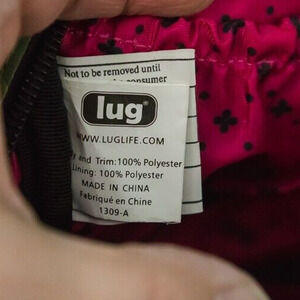 Not to be removed until
consumer
lug
WWW.LUGLIFE.COM
y and Trim: 100% Polyester
Lining: 100% Polyester
MADE IN CHINA
Fabriqué en Chine
1309-A